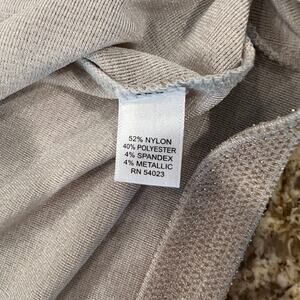 52% NYLON
40% POLYESTER
4% SPANDEX
4% METALLIC
RN 54023